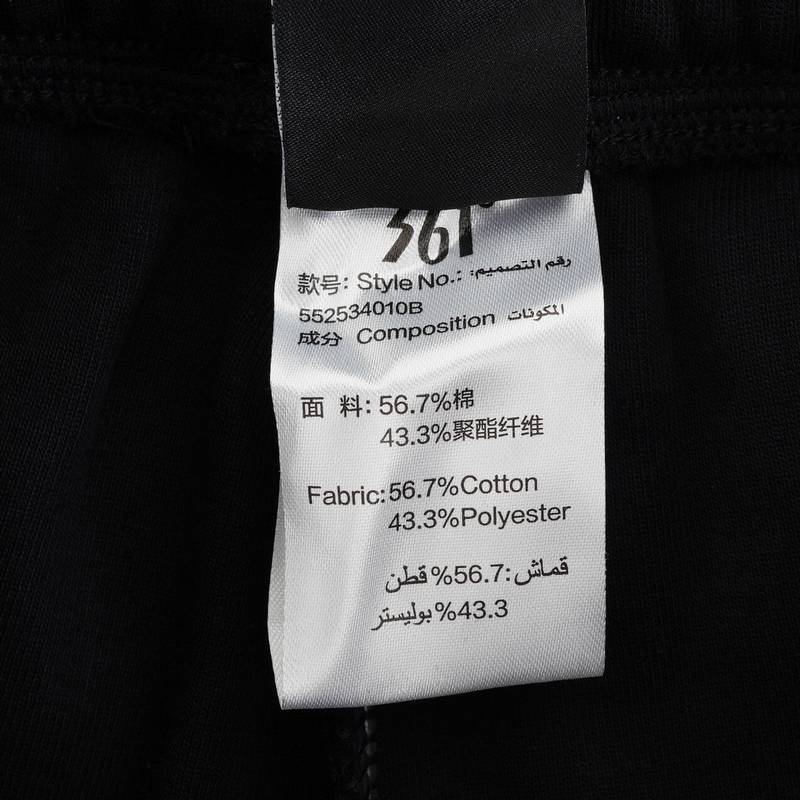 361°
款号: Style No.: رقم التصميم:
552534010B
成分 Composition المكونات
面 料: 56.7%棉
43.3%聚酯纤维
Fabric: 56.7%Cotton
43.3%Polyester
قماش: 56.7% قطن
43.3% بوليستر